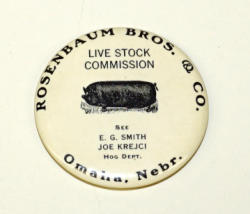 ROSENBAUM BROS. & CO.
LIVE STOCK
COMMISSION
SEE
E. G. SMITH
JOE KREJCI
HOG DEPT.
Omaha, Nebr.